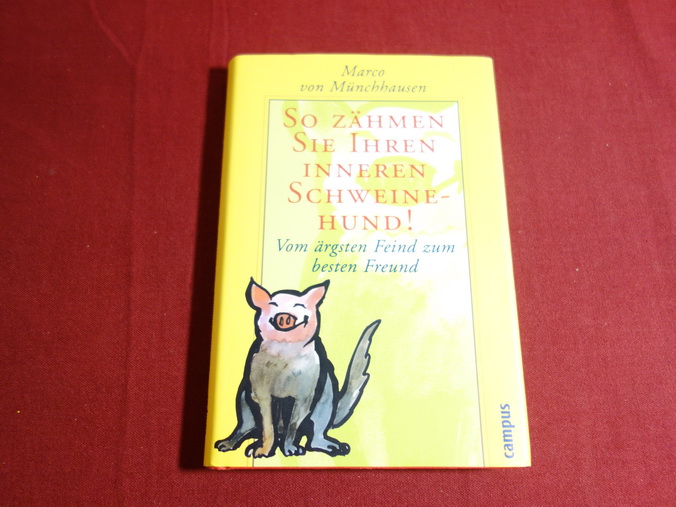 Marco
von Münchhausen
So zähmen
Sie Ihren
inneren
Schweine-
hund!
Vom ärgsten Feind zum
besten Freund
campus